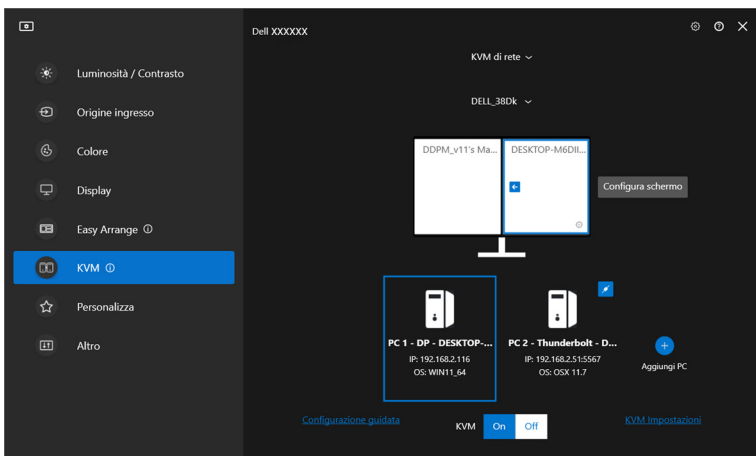 Dell XXXXXX
Luminosità / Contrasto
Origine ingresso
Colore
Display
Easy Arrange
KVM
Personalizza
Altro
KVM di rete
DELL_38Dk
DDPM_v11's Ma...
DESKTOP-M6DII...
Configura schermo
PC 1 - DP - DESKTOP-...
IP: 192.168.2.116
OS: WIN11_64
PC 2 - Thunderbolt - D...
IP: 192.168.2.51:5567
OS: OSX 11.7
Aggiungi PC
Configurazione guidata
KVM
On
Off
KVM Impostazioni